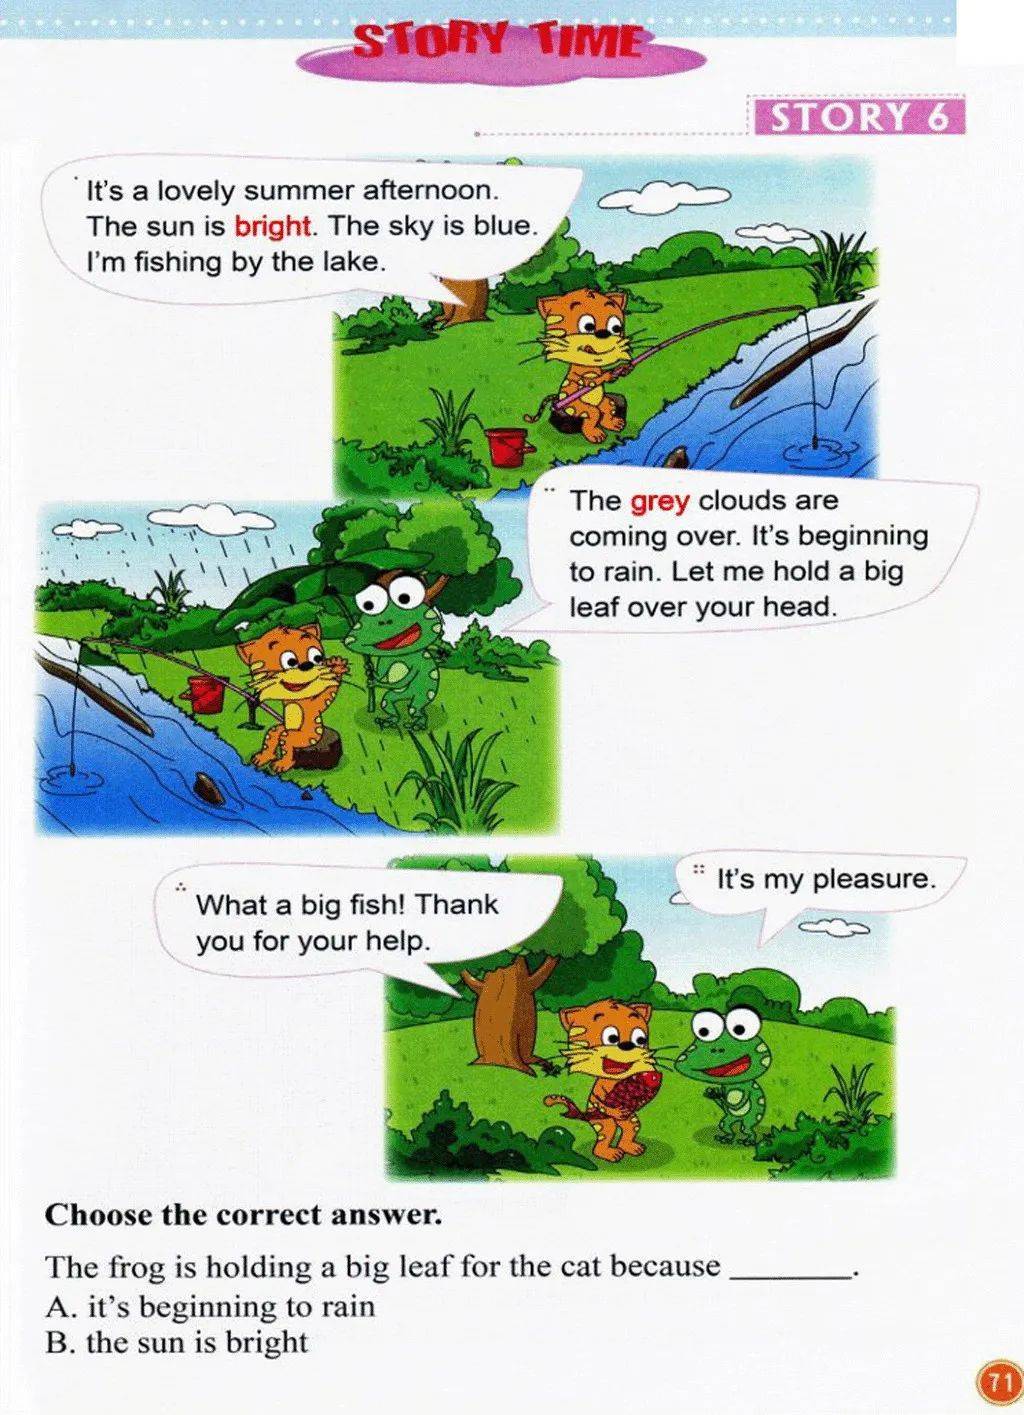 STORY TIME
STORY 6
It's a lovely summer afternoon.
The sun is bright. The sky is blue.
I'm fishing by the lake.
The grey clouds are
coming over. It's beginning
to rain. Let me hold a big
leaf over your head.
What a big fish! Thank
you for your help.
It's my pleasure.
Choose the correct answer.
The frog is holding a big leaf for the cat because ________.
A. it's beginning to rain
B. the sun is bright
71